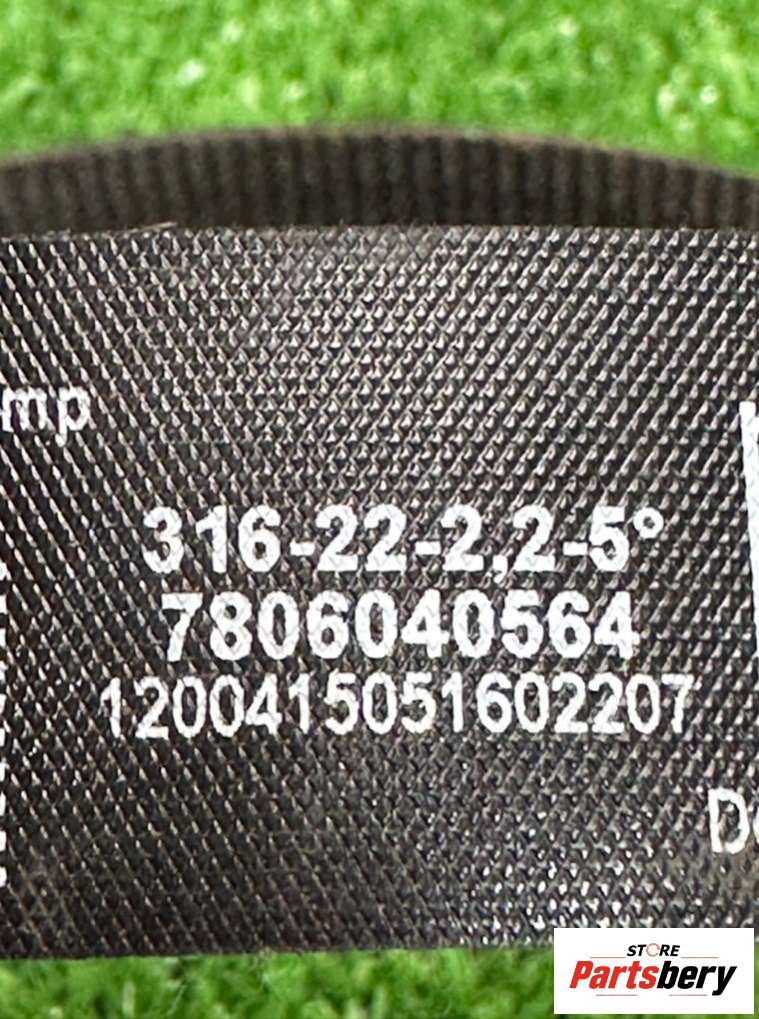 mp
316-22-2,2-5°
7806040564
1200415051602207
D
STORE
Partsbery